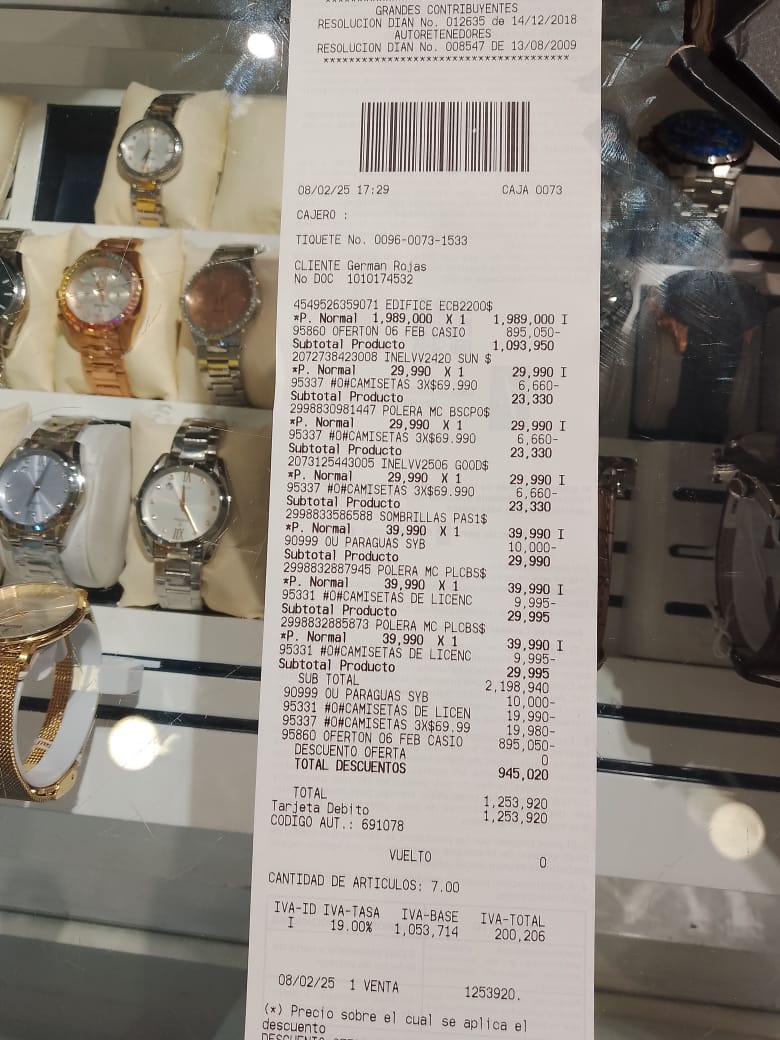 GRANDES CONTRIBUYENTES
RESOLUCION DIAN No. 012635 de 14/12/2018
AUTORETENEDORES
RESOLUCION DIAN No. 008547 DE 13/08/2009
****************************************
08/02/25 17:29 CAJA 0073
CAJERO :
TIQUETE No. 0096-0073-1533
CLIENTE German Rojas
No DOC 1010174532
4549526359071 EDIFICE ECB2200$
*P. Normal 1,989,000 X 1 1,989,000 I
95860 OFERTON 06 FEB CASIO 895,050-
Subtotal Producto 1,093,950
2072738423008 INELVV2420 SUN $
*P. Normal 29,990 X 1 29,990 I
95337 #O#CAMISETAS 3X$69.990 6,660-
Subtotal Producto 23,330
2998830981447 POLERA MC BSCPO$
*P. Normal 29,990 X 1 29,990 I
95337 #O#CAMISETAS 3X$69.990 6,660-
Subtotal Producto 23,330
2073125443005 INELVV2506 GOOD$
*P. Normal 29,990 X 1 29,990 I
95337 #O#CAMISETAS 3X$69.990 6,660-
Subtotal Producto 23,330
2998833586588 SOMBRILLAS PAS1$
*P. Normal 39,990 X 1 39,990 I
90999 OU PARAGUAS SYB 10,000-
Subtotal Producto 29,990
2998832887945 POLERA MC PLCBS$
*P. Normal 39,990 X 1 39,990 I
95331 #O#CAMISETAS DE LICENC 9,995-
Subtotal Producto 29,995
2998832885873 POLERA MC PLCBS$
*P. Normal 39,990 X 1 39,990 I
95331 #O#CAMISETAS DE LICENC 9,995-
Subtotal Producto 29,995
SUB TOTAL 2,198,940
90999 OU PARAGUAS SYB 10,000-
95331 #O#CAMISETAS DE LICEN 19,990-
95337 #O#CAMISETAS 3X$69.99 19,980-
95860 OFERTON 06 FEB CASIO 895,050-
DESCUENTO OFERTA 0
TOTAL DESCUENTOS 945,020
TOTAL 1,253,920
Tarjeta Debito 1,253,920
CODIGO AUT.: 691078
VUELTO 0
CANTIDAD DE ARTICULOS: 7.00
IVA-ID IVA-TASA IVA-BASE IVA-TOTAL
I 19.00% 1,053,714 200,206
08/02/25 1 VENTA 1253920.
(*) Precio sobre el cual se aplica el
descuento